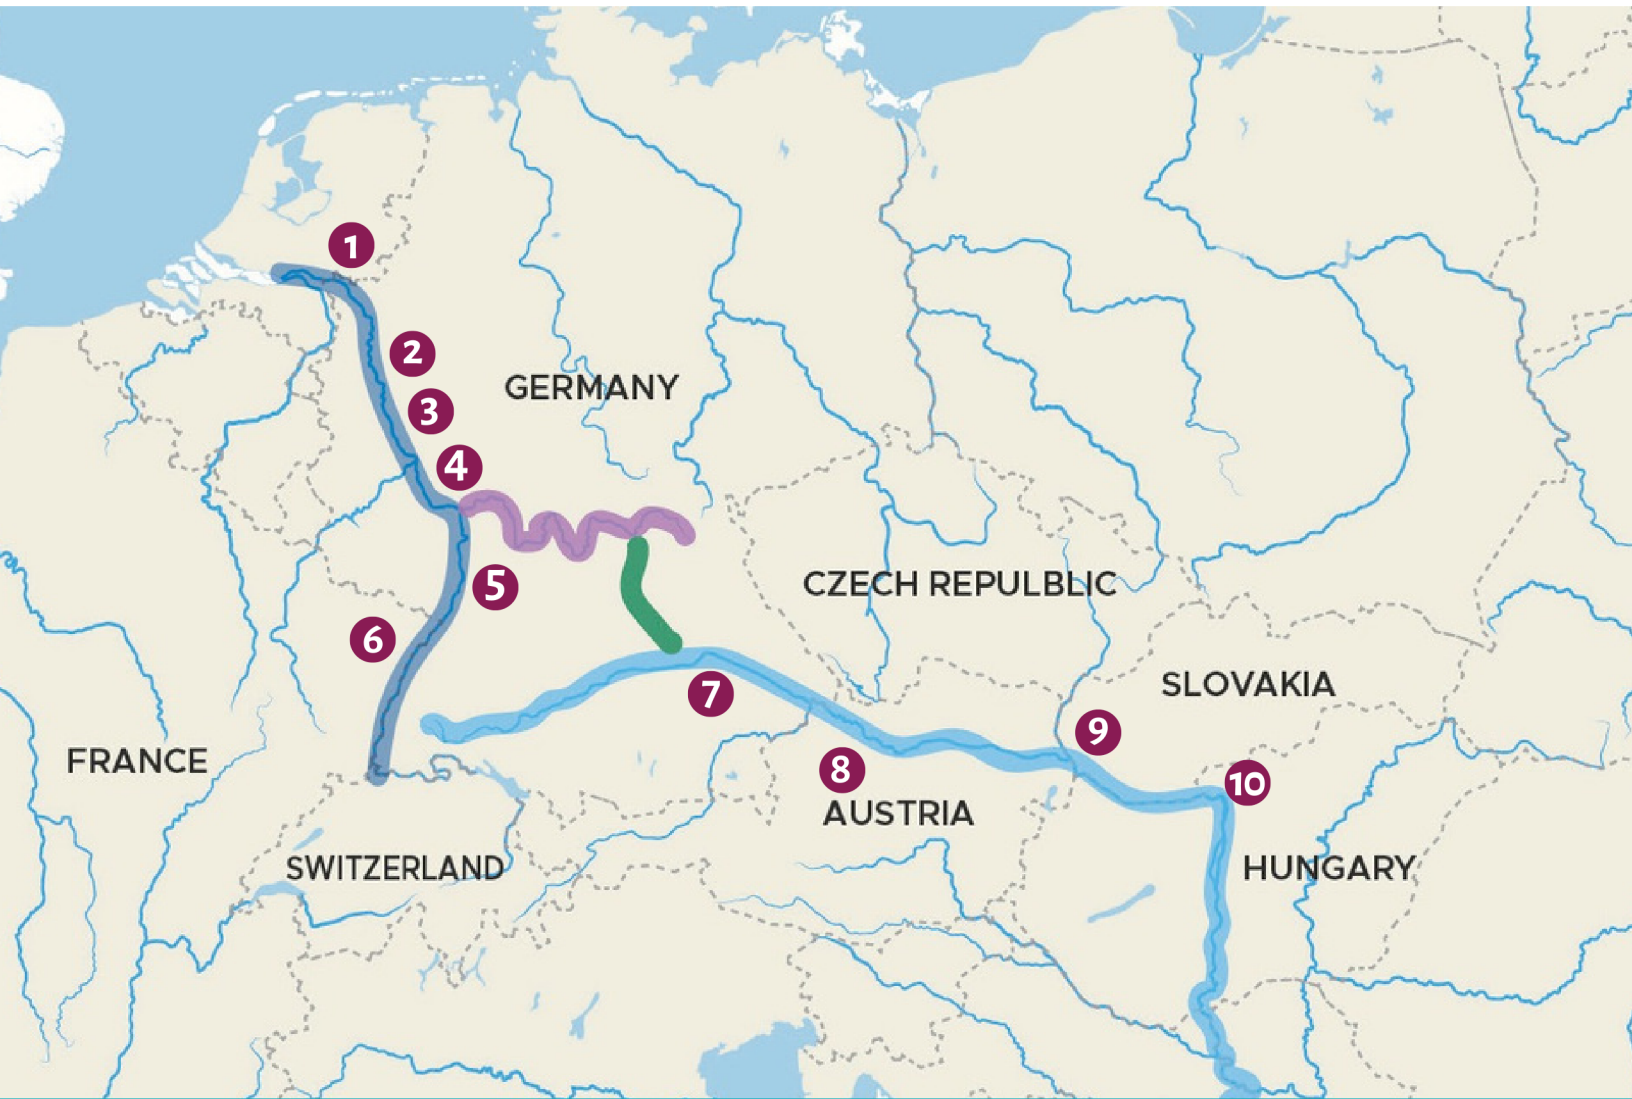 1
2
GERMANY
3
4
CZECH REPULBLIC
5
6
SLOVAKIA
7
FRANCE
9
8
10
AUSTRIA
SWITZERLAND
HUNGARY